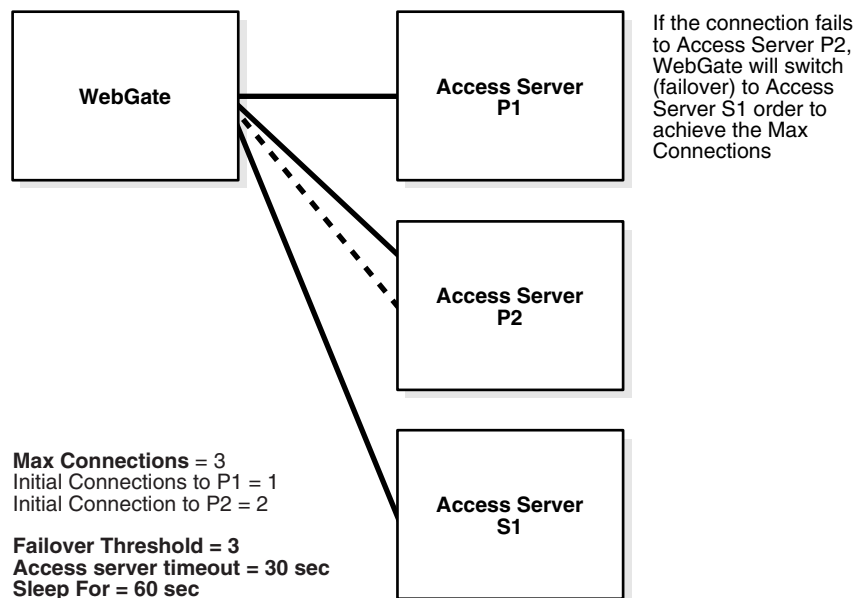 WebGate
Access Server
P1
If the connection fails
to Access Server P2,
WebGate will switch
(failover) to Access
Server S1 order to
achieve the Max
Connections
Access Server
P2
Access Server
S1
Max Connections = 3
Initial Connections to P1 = 1
Initial Connection to P2 = 2
Failover Threshold = 3
Access server timeout = 30 sec
Sleep For = 60 sec